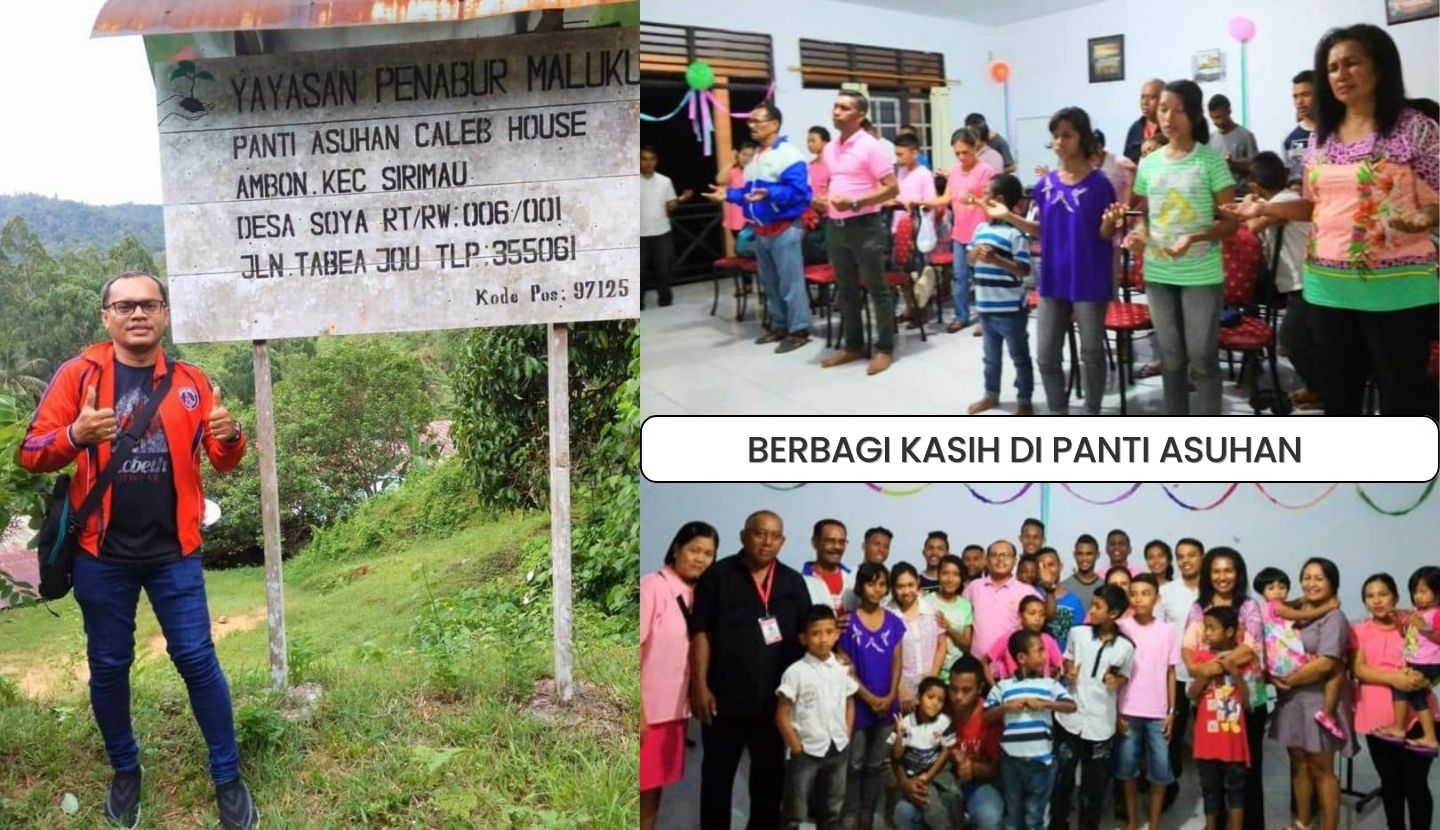 YAYASAN PENABUR MALUKU
PANTI ASUHAN CALEB HOUSE
AMBON.KEC SIRIMAU
DESA SOYA RT/RW:006/001
JLN.TABEA JOU TLP:355061
Kode Pos: 97125
BERBAGI KASIH DI PANTI ASUHAN